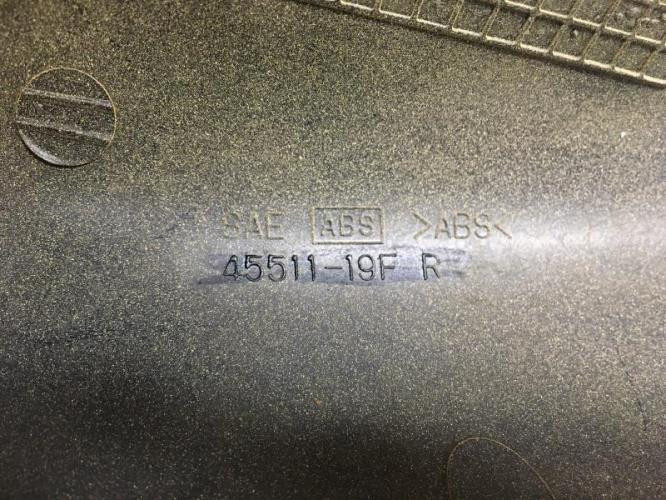 SAE ABS >ABS<
45511-19F R